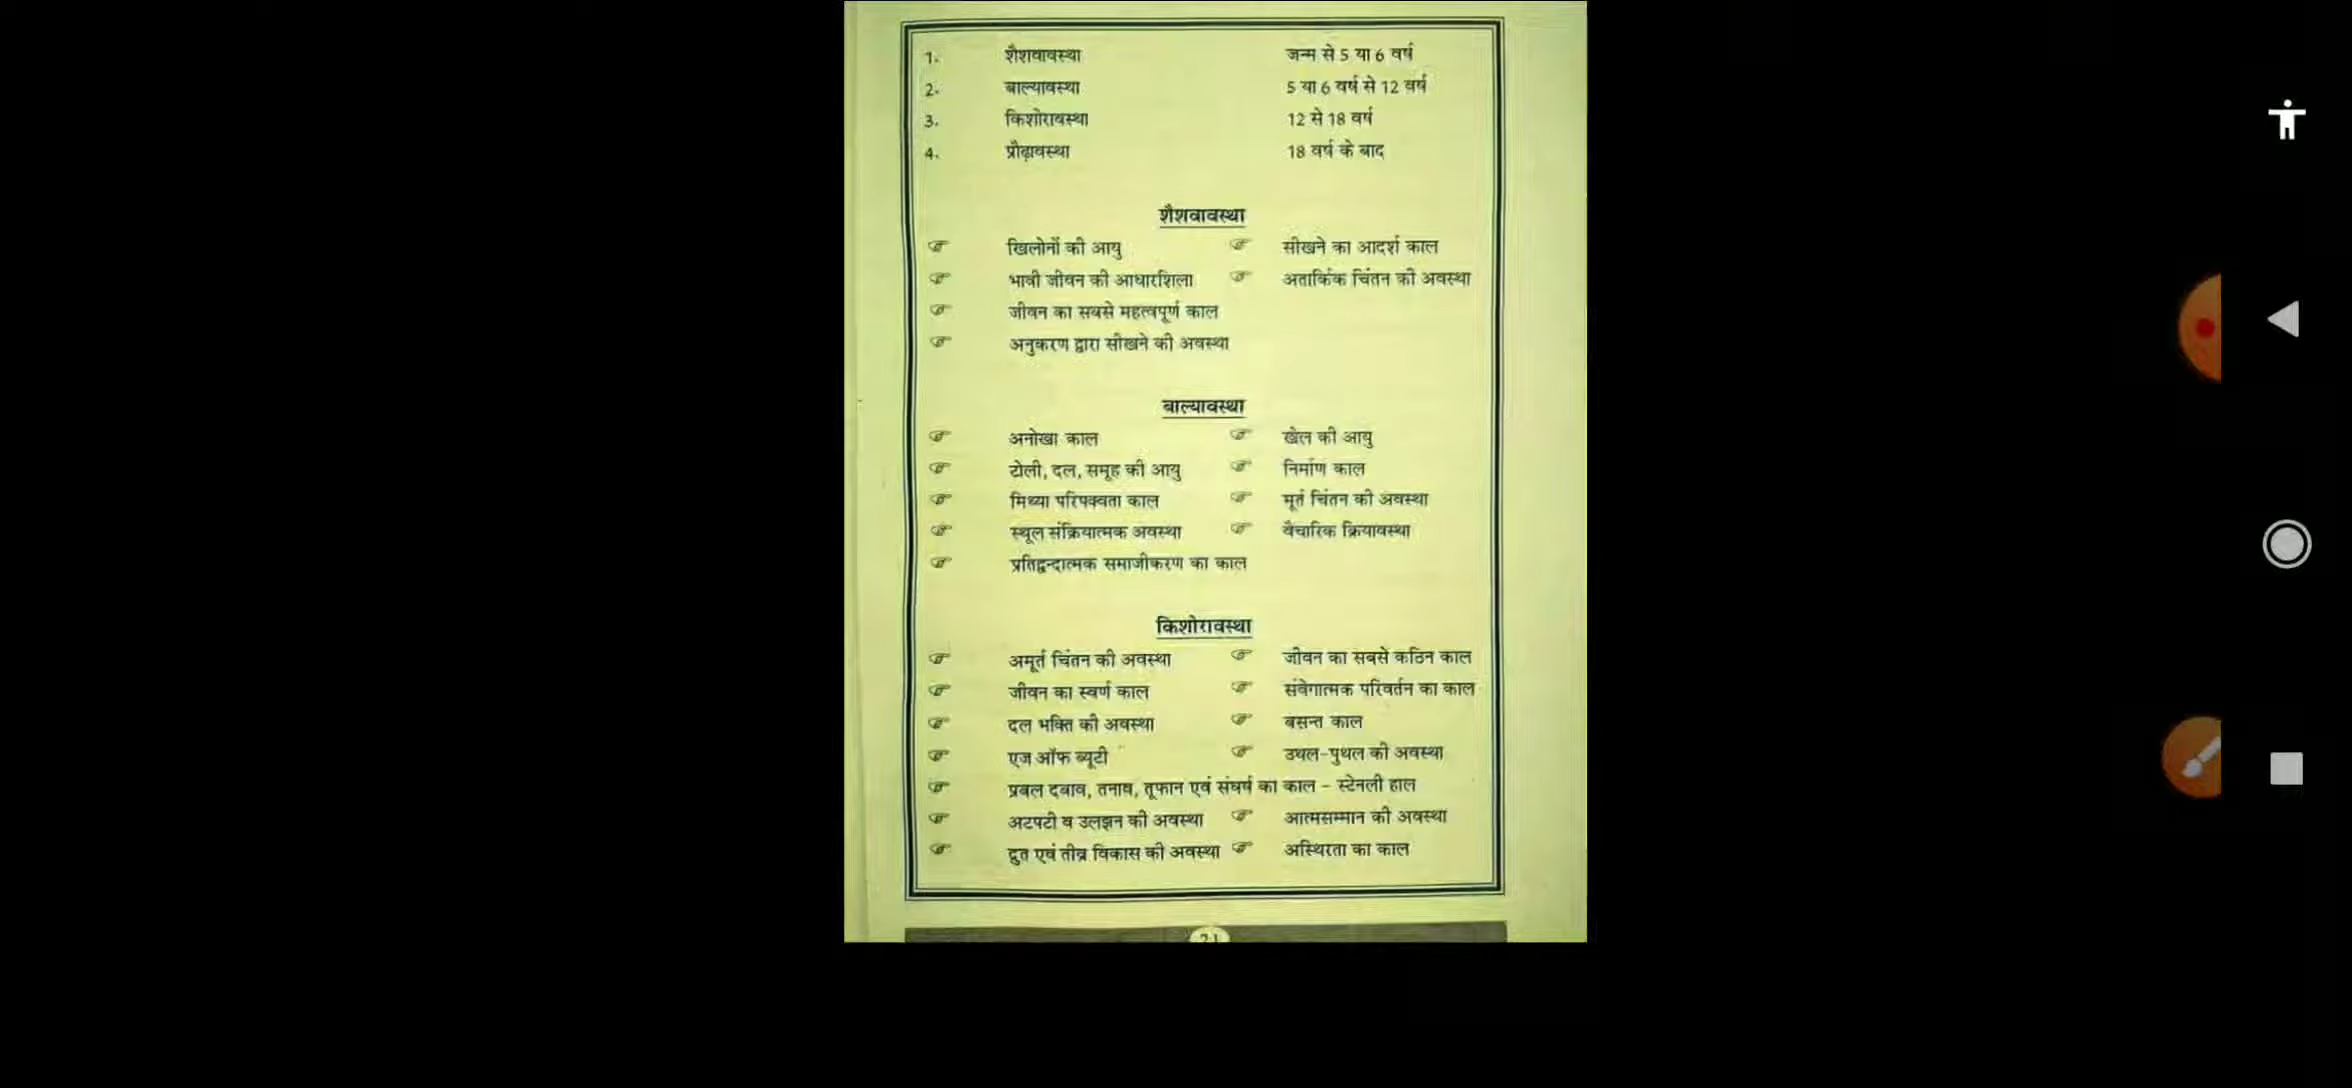 1. शैशवावस्था जन्म से 5 या 6 वर्ष
2. बाल्यावस्था 5 या 6 वर्ष से 12 वर्ष
3. किशोरावस्था 12 से 18 वर्ष
4. प्रौढ़ावस्था 18 वर्ष के बाद
शैशवावस्था
खिलोनों की आयु सीखने का आदर्श काल
भावी जीवन की आधारशिला अतार्किक चिंतन की अवस्था
जीवन का सबसे महत्वपूर्ण काल
अनुकरण द्वारा सीखने की अवस्था
बाल्यावस्था
अनोखा काल खेल की आयु
टोली, दल, समूह की आयु निर्माण काल
मिथ्या परिपक्वता काल मूर्त चिंतन की अवस्था
स्थूल संक्रियात्मक अवस्था वैचारिक क्रियावस्था
प्रतिद्वन्दात्मक समाजीकरण का काल
किशोरावस्था
अमूर्त चिंतन की अवस्था जीवन का सबसे कठिन काल
जीवन का स्वर्ण काल संवेगात्मक परिवर्तन का काल
दल भक्ति की अवस्था बसन्त काल
एज ऑफ ब्यूटी उथल-पुथल की अवस्था
प्रबल दबाव, तनाव, तूफान एवं संघर्ष का काल - स्टेनली हाल
अटपटी व उलझन की अवस्था आत्मसम्मान की अवस्था
द्रुत एवं तीव्र विकास की अवस्था अस्थिरता का काल
21